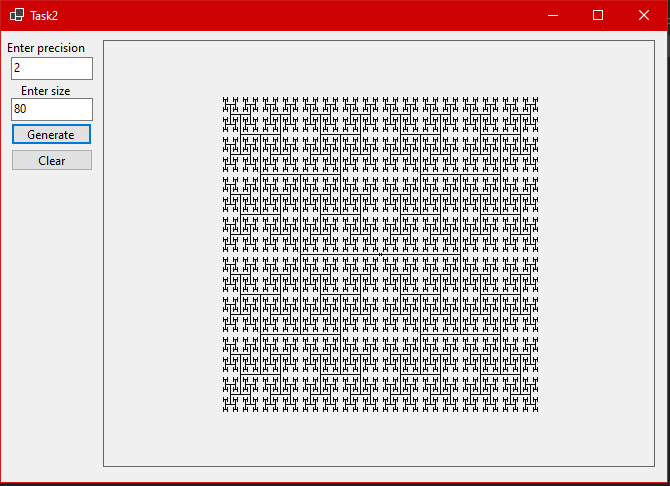 Task2
Enter precision
2
Enter size
80
Generate
Clear